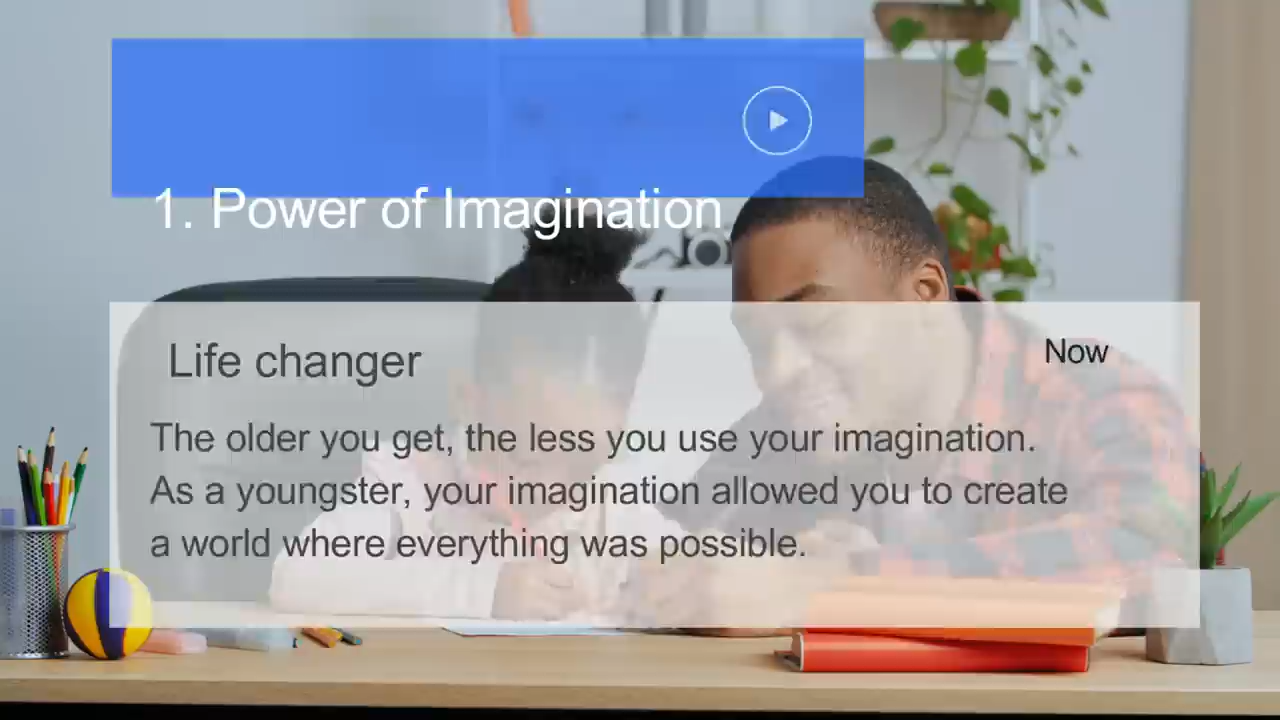 1. Power of Imagination
Life changer
Now
The older you get, the less you use your imagination.
As a youngster, your imagination allowed you to create
a world where everything was possible.